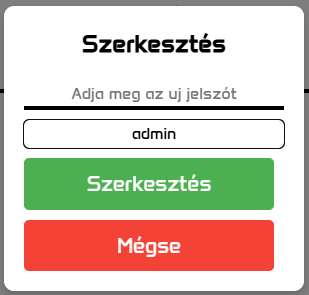 Szerkesztés
Adja meg az uj jelszót
admin
Szerkesztés
Mégse